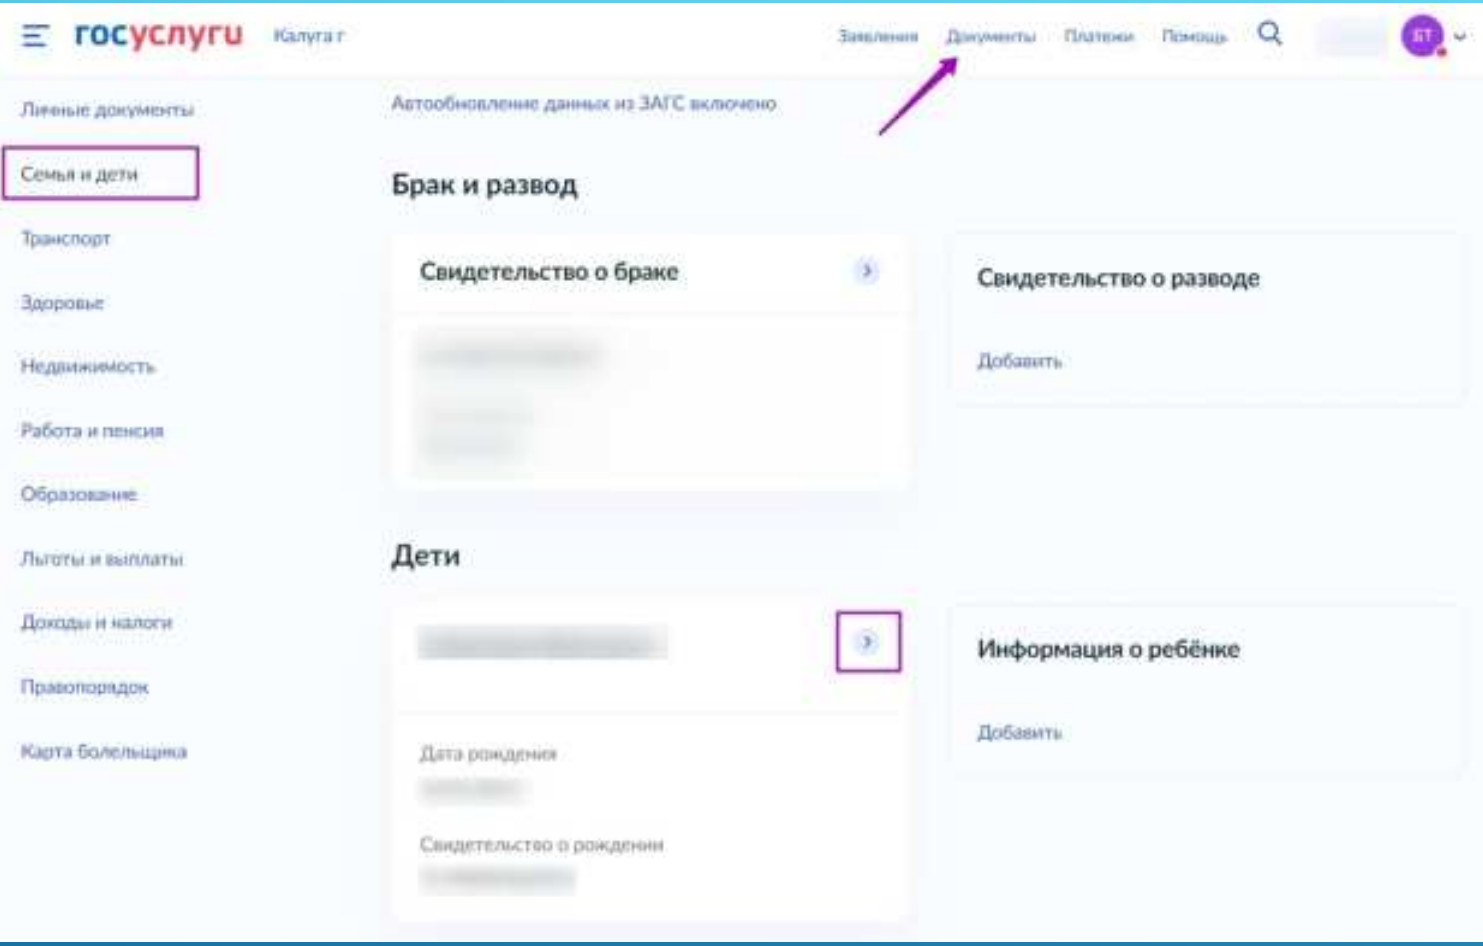 госуслуги Калуга г Заявления Документы Платежи Помощь БТ
Автообновление данных из ЗАГС включено
Личные документы
Семья и дети
Транспорт
Здоровье
Недвижимость
Работа и пенсия
Образование
Льготы и выплаты
Доходы и налоги
Правопорядок
Карта болельщика
Брак и развод
Свидетельство о браке
Свидетельство о разводе
Добавить
Дети
Дата рождения
Свидетельство о рождении
Информация о ребёнке
Добавить